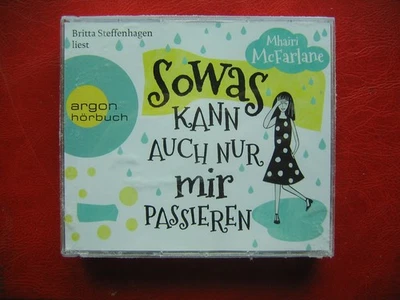 Britta Steffenhagen
liest
Mhairi
McFarlane
argon
hörbuch
Sowas
KANN
AUCH NUR
mir
PASSIEREN